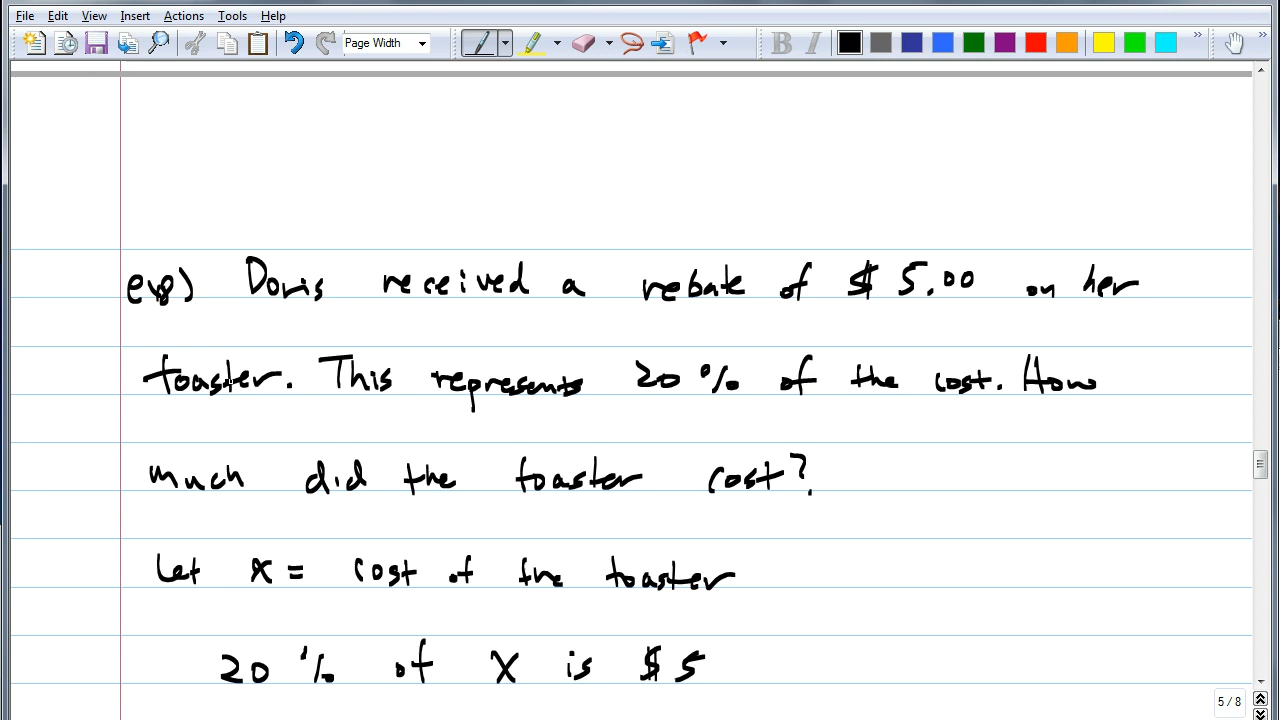 File Edit View Insert Actions Tools Help
Page Width B I
exp) Doris received a rebate of $ 5.00 on her
toaster. This represents 20 % of the cost. How
much did the toaster cost?
Let x = cost of the toaster
20 % of x is $ 5
5 / 8